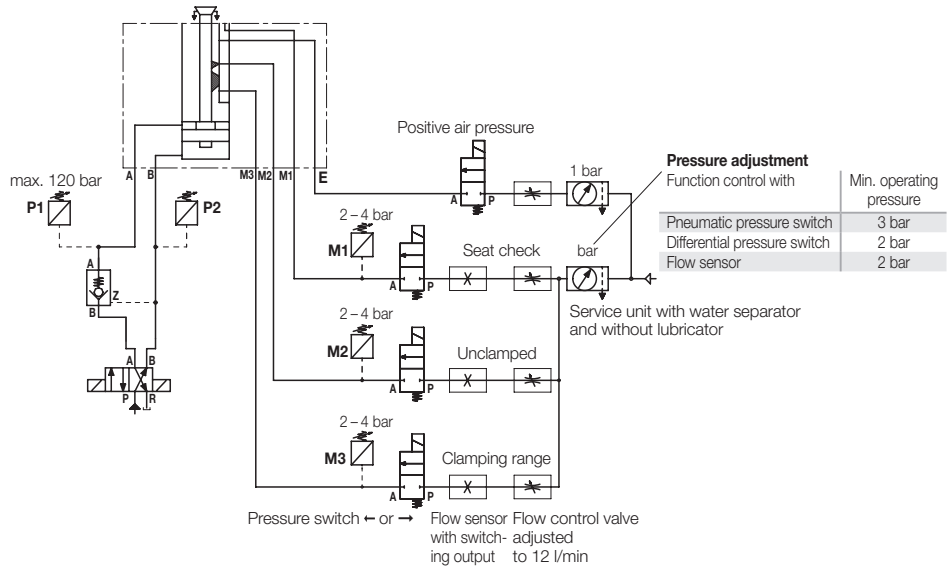 Positive air pressure
A B M3 M2 M1 E
max. 120 bar
P1
P2
1 bar
A P
Pressure adjustment
Function control with Min. operating
pressure
Pneumatic pressure switch 3 bar
Differential pressure switch 2 bar
Flow sensor 2 bar
2 – 4 bar
M1
Seat check
bar
A P
A
Z
B
Service unit with water separator
and without lubricator
2 – 4 bar
M2
Unclamped
A P
A B
P R
2 – 4 bar
M3
Clamping range
A P
Pressure switch ← or → Flow sensor Flow control valve
with switch- adjusted
ing output to 12 l/min